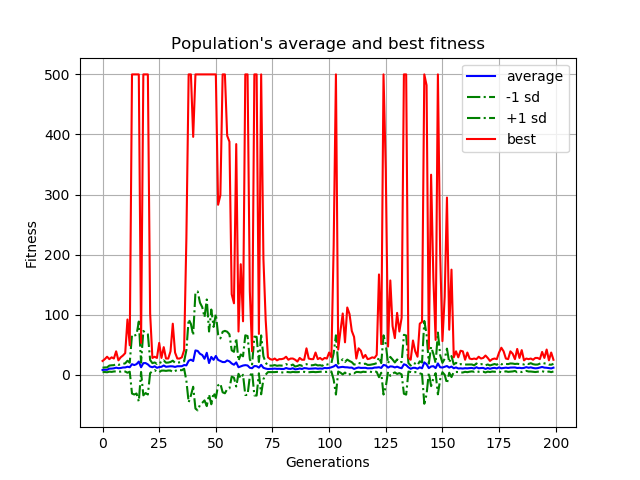 Population's average and best fitness
average
-1 sd
+1 sd
best
Fitness
500
400
300
200
100
0
0 25 50 75 100 125 150 175 200
Generations